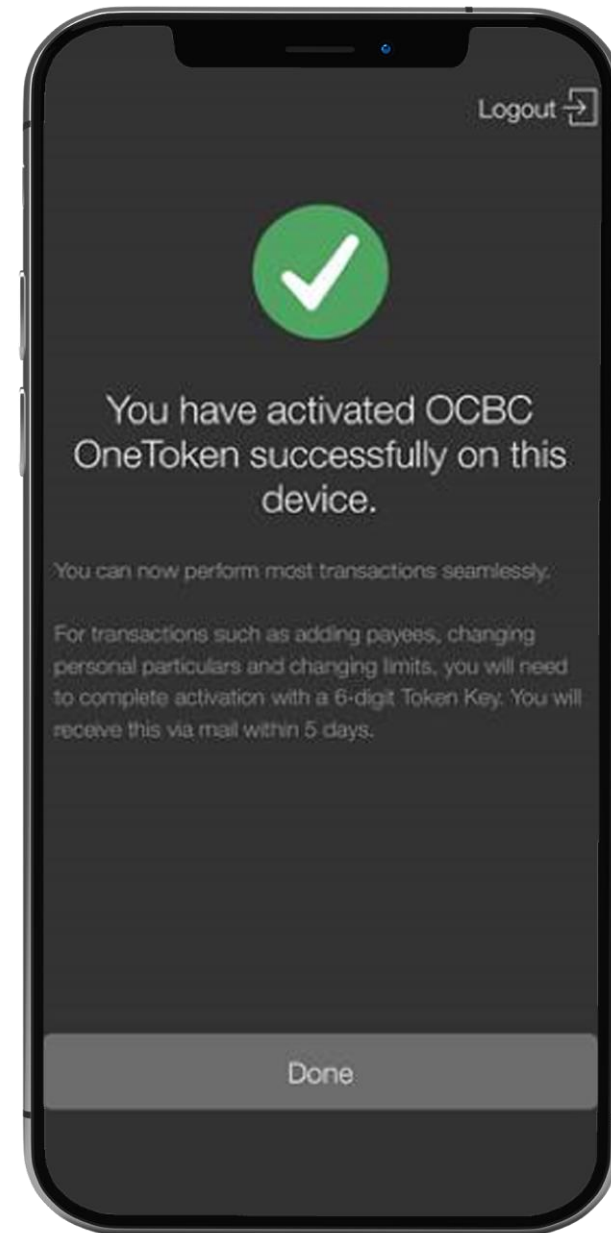 Logout
You have activated OCBC
OneToken successfully on this
device.
You can now perform most transactions seamlessly.
For transactions such as adding payees, changing
personal particulars and changing limits, you will need
to complete activation with a 6-digit Token Key. You will
receive this via mail within 5 days.
Done